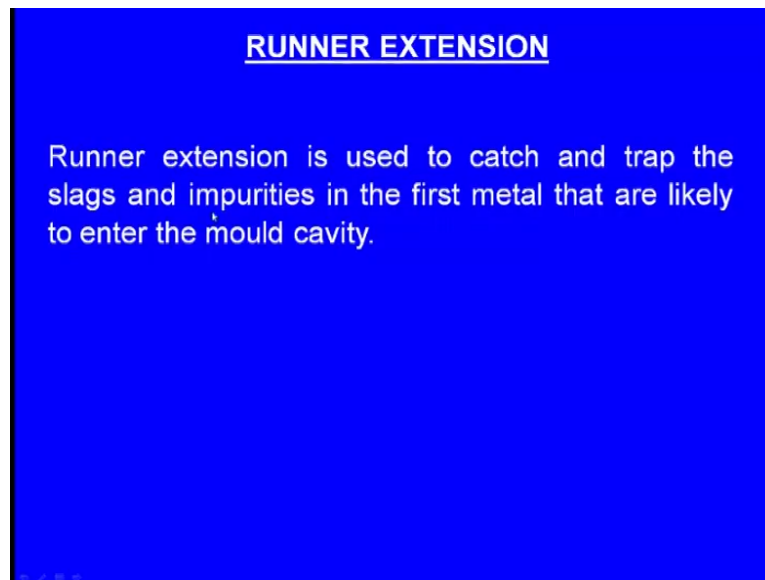 RUNNER EXTENSION
Runner extension is used to catch and trap the
slags and impurities in the first metal that are likely
to enter the mould cavity.